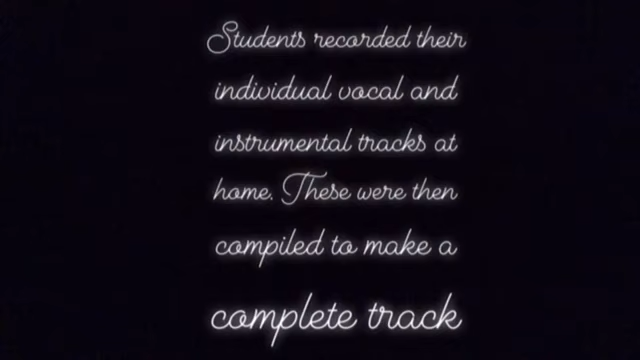 Students recorded their
individual vocal and
instrumental tracks at
home. These were then
compiled to make a
complete track